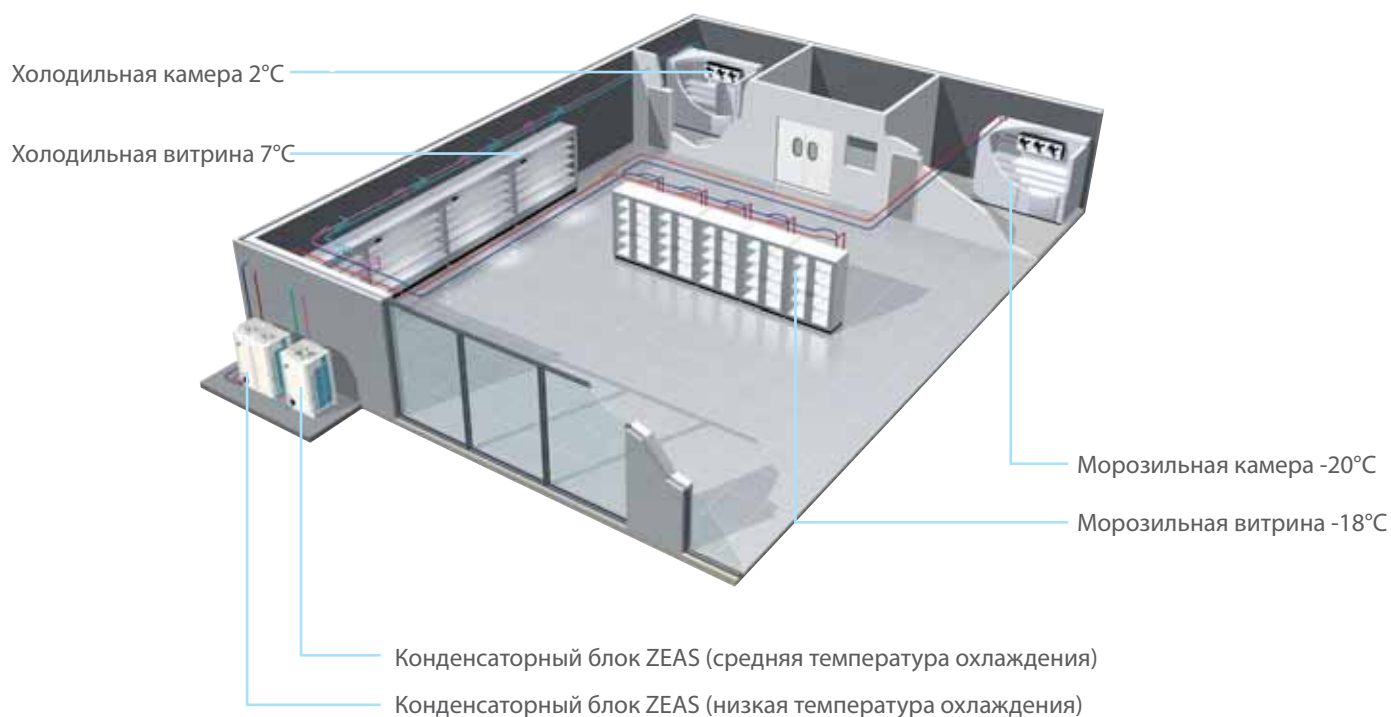 Холодильная камера 2°C
Холодильная витрина 7°C
Морозильная камера -20°C
Морозильная витрина -18°C
Конденсаторный блок ZEAS (средняя температура охлаждения)
Конденсаторный блок ZEAS (низкая температура охлаждения)